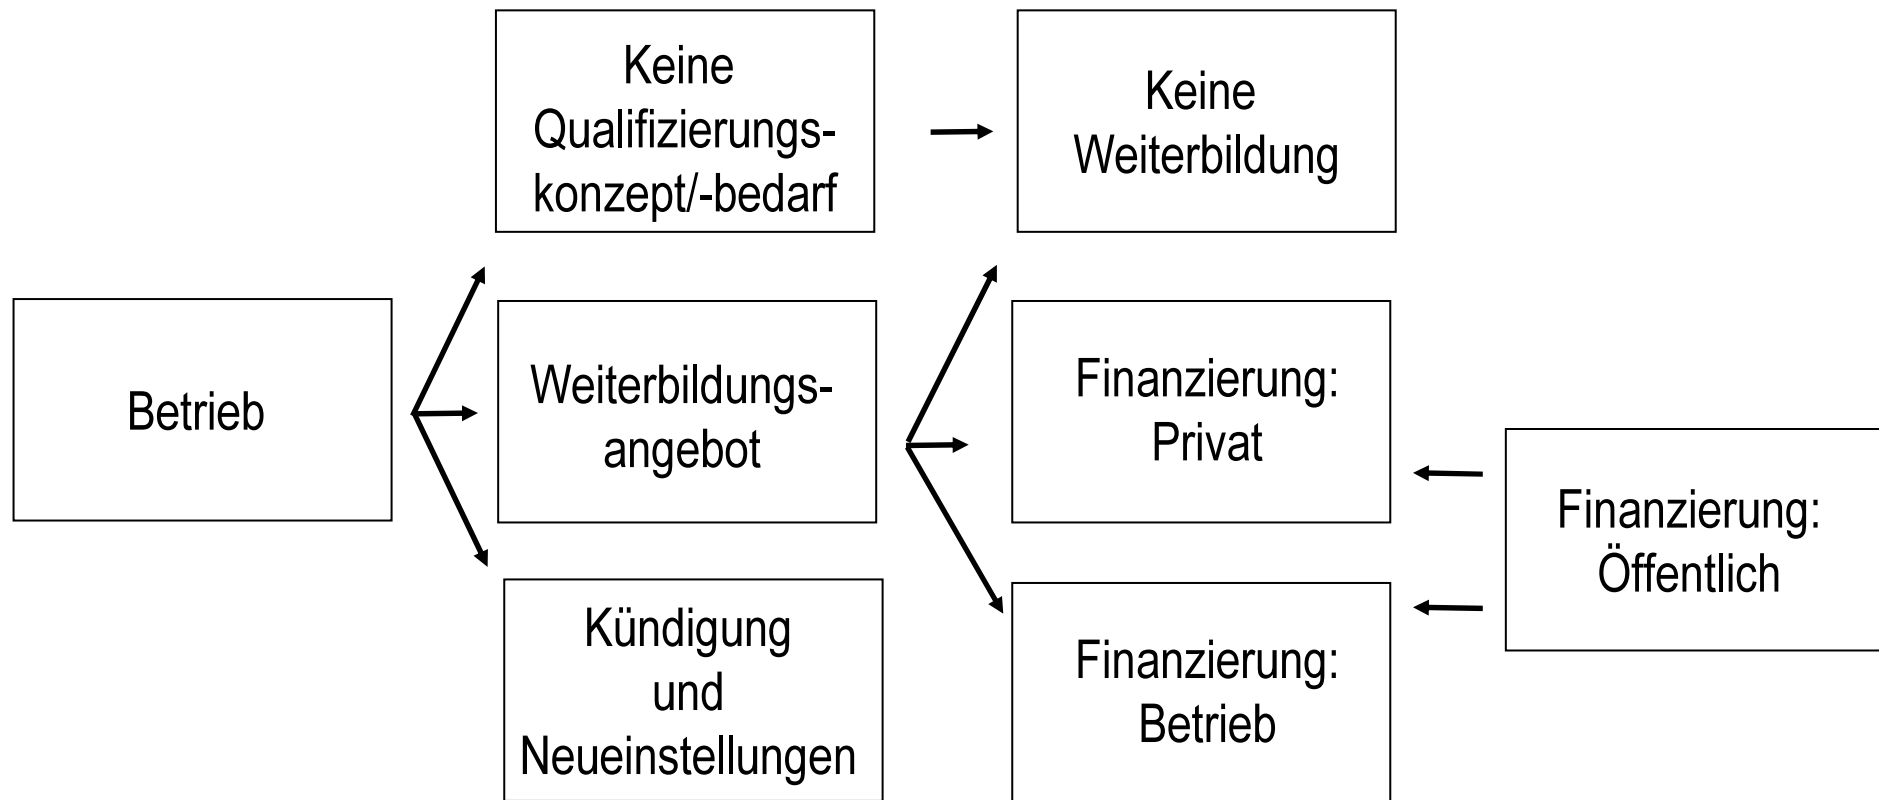 Keine
Qualifizierungs-
konzept/-bedarf
Keine
Weiterbildung
Betrieb
Weiterbildungs-
angebot
Finanzierung:
Privat
Finanzierung:
Öffentlich
Kündigung
und
Neueinstellungen
Finanzierung:
Betrieb